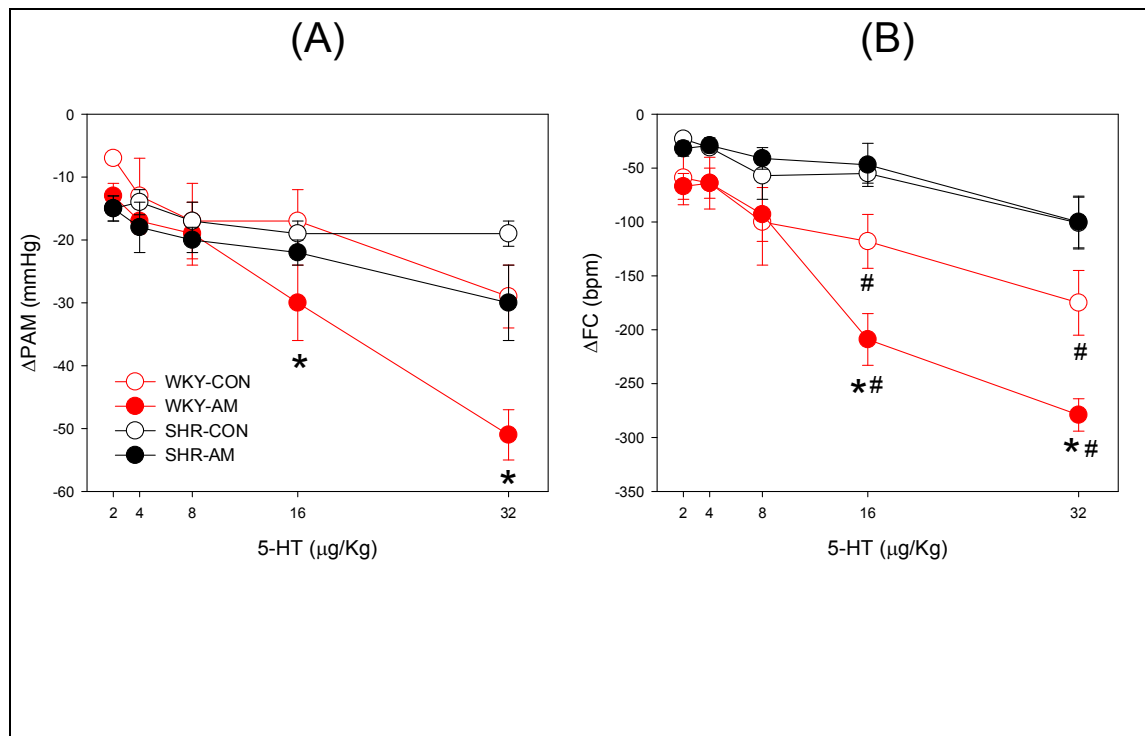 (A)
(B)
0
-10
-20
-30
-40
-50
-60
ΔPAM (mmHg)
WKY-CON
WKY-AM
SHR-CON
SHR-AM
*
*
2 4 8 16 32
5-HT (μg/Kg)
0
-50
-100
-150
-200
-250
-300
-350
ΔFC (bpm)
#
#
*#
*#
2 4 8 16 32
5-HT (μg/Kg)